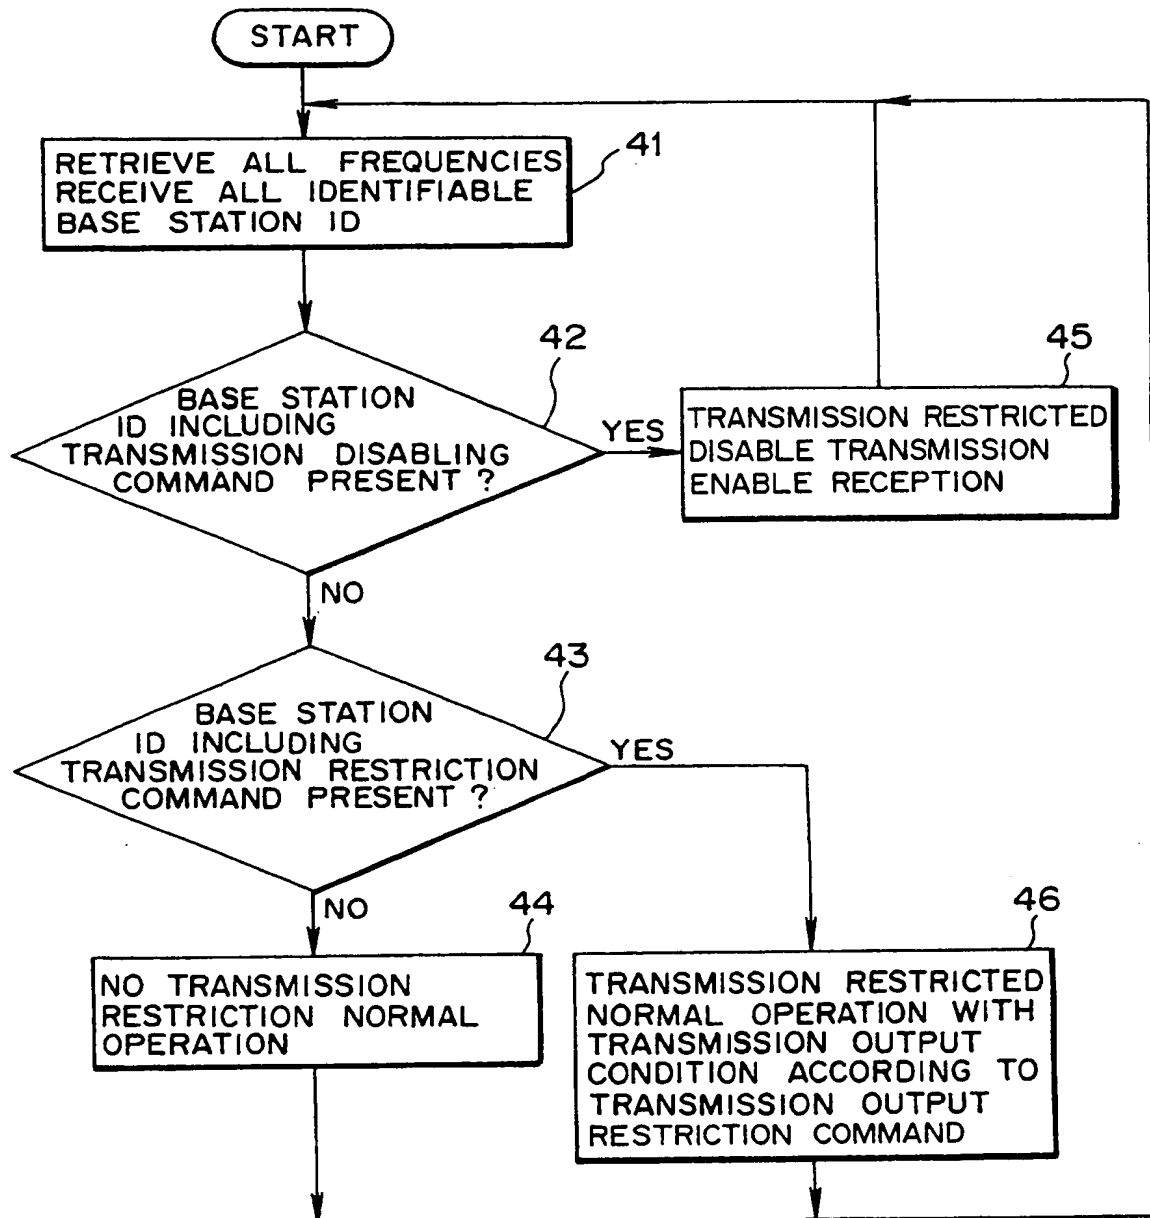 START
41
RETRIEVE ALL FREQUENCIES
RECEIVE ALL IDENTIFIABLE
BASE STATION ID
42
BASE STATION
ID INCLUDING
TRANSMISSION DISABLING
COMMAND PRESENT ?
YES
45
TRANSMISSION RESTRICTED
DISABLE TRANSMISSION
ENABLE RECEPTION
NO
43
BASE STATION
ID INCLUDING
TRANSMISSION RESTRICTION
COMMAND PRESENT ?
YES
NO
44
NO TRANSMISSION
RESTRICTION NORMAL
OPERATION
46
TRANSMISSION RESTRICTED
NORMAL OPERATION WITH
TRANSMISSION OUTPUT
CONDITION ACCORDING TO
TRANSMISSION OUTPUT
RESTRICTION COMMAND